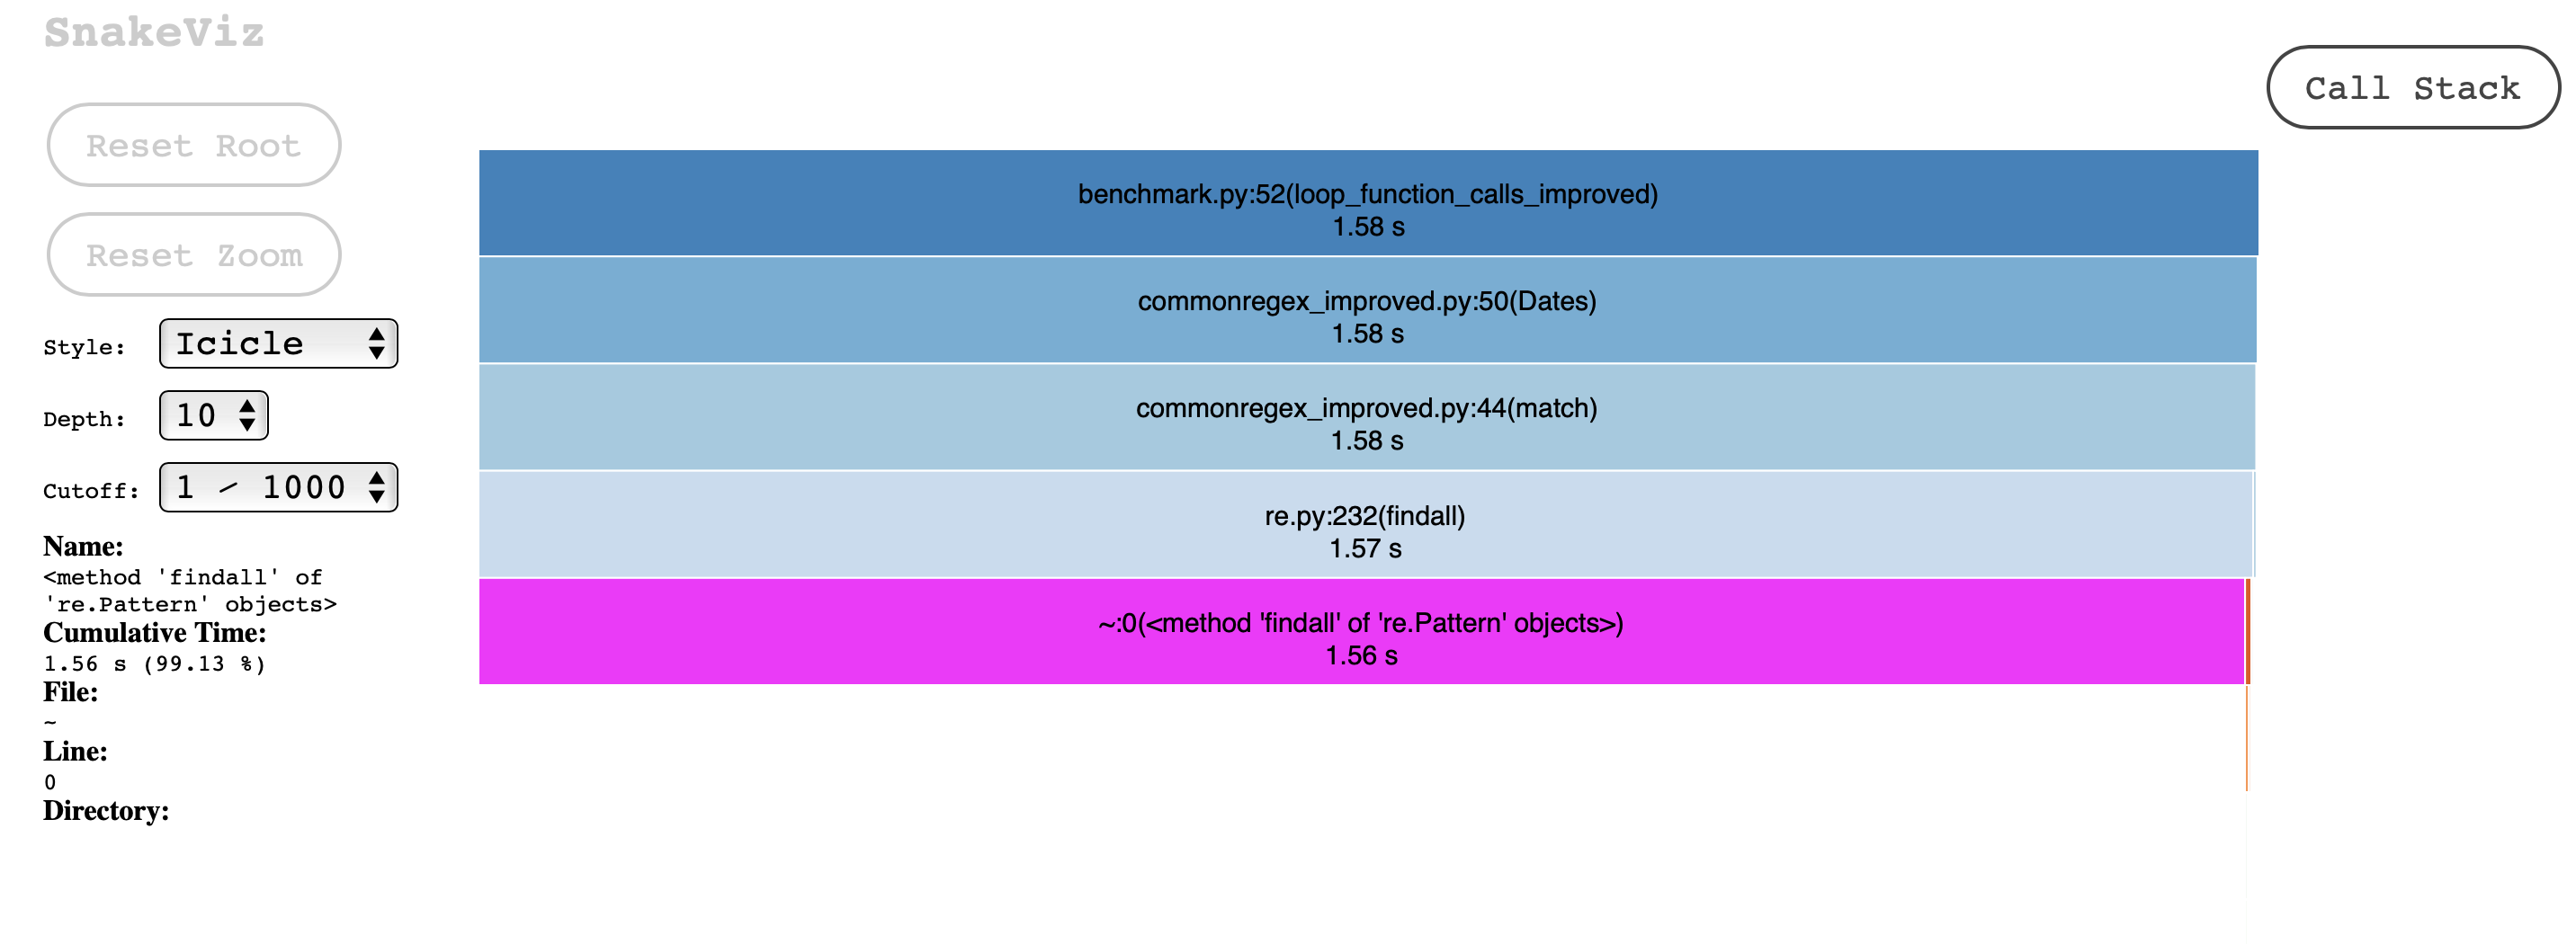 SnakeViz
Call Stack
Reset Root
Reset Zoom
Style: Icicle
Depth: 10
Cutoff: 1 / 1000
Name:
<method 'findall' of
're.Pattern' objects>
Cumulative Time:
1.56 s (99.13 %)
File:
~
Line:
0
Directory:
benchmark.py:52(loop_function_calls_improved)
1.58 s
commonregex_improved.py:50(Dates)
1.58 s
commonregex_improved.py:44(match)
1.58 s
re.py:232(findall)
1.57 s
~:0(<method 'findall' of 're.Pattern' objects>)
1.56 s